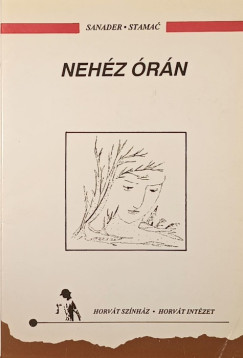 SANADER • STAMAĆ
NEHÉZ ÓRÁN
HORVÁT SZÍNHÁZ • HORVÁT INTÉZET